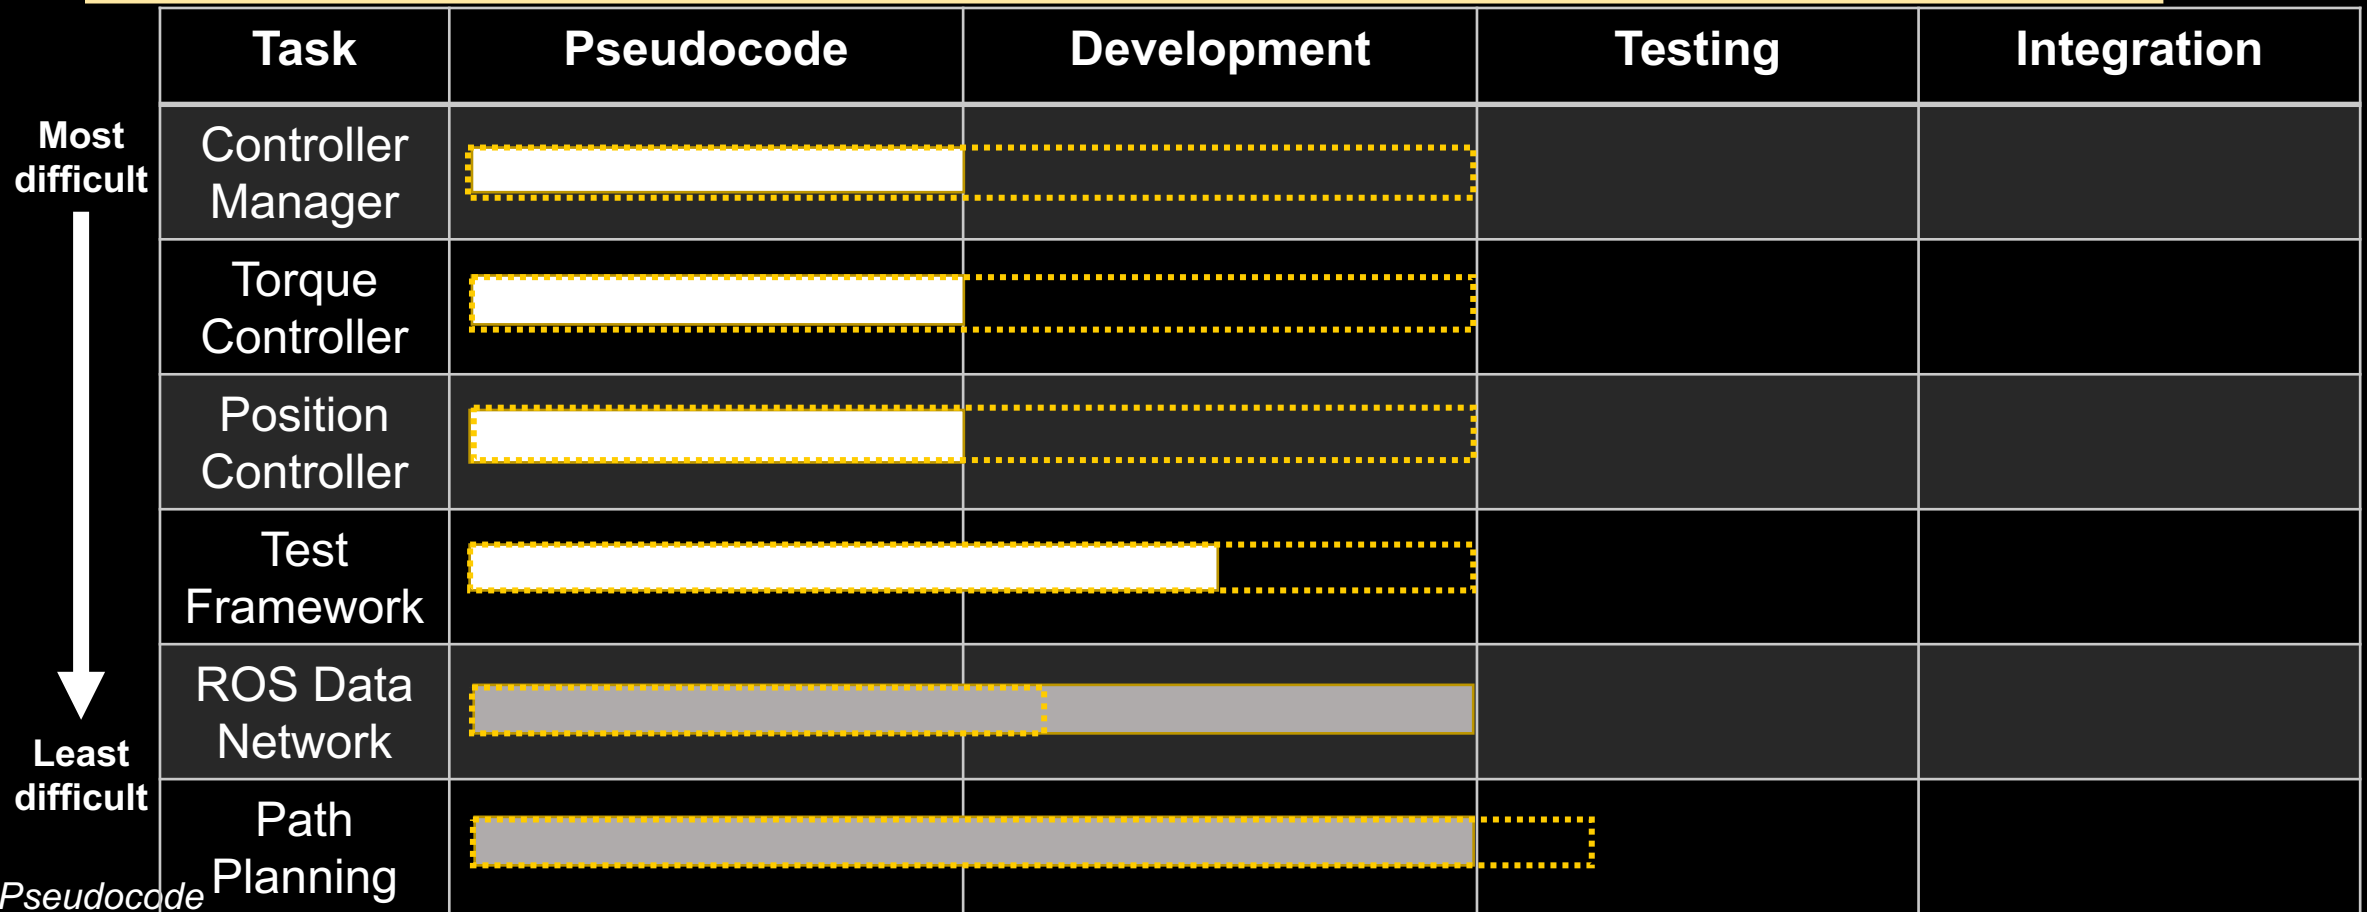 Task Pseudocode Development Testing Integration
Most
difficult
Controller
Manager
Torque
Controller
Position
Controller
Test
Framework
ROS Data
Network
Least
difficult
Path
Planning
Pseudocode